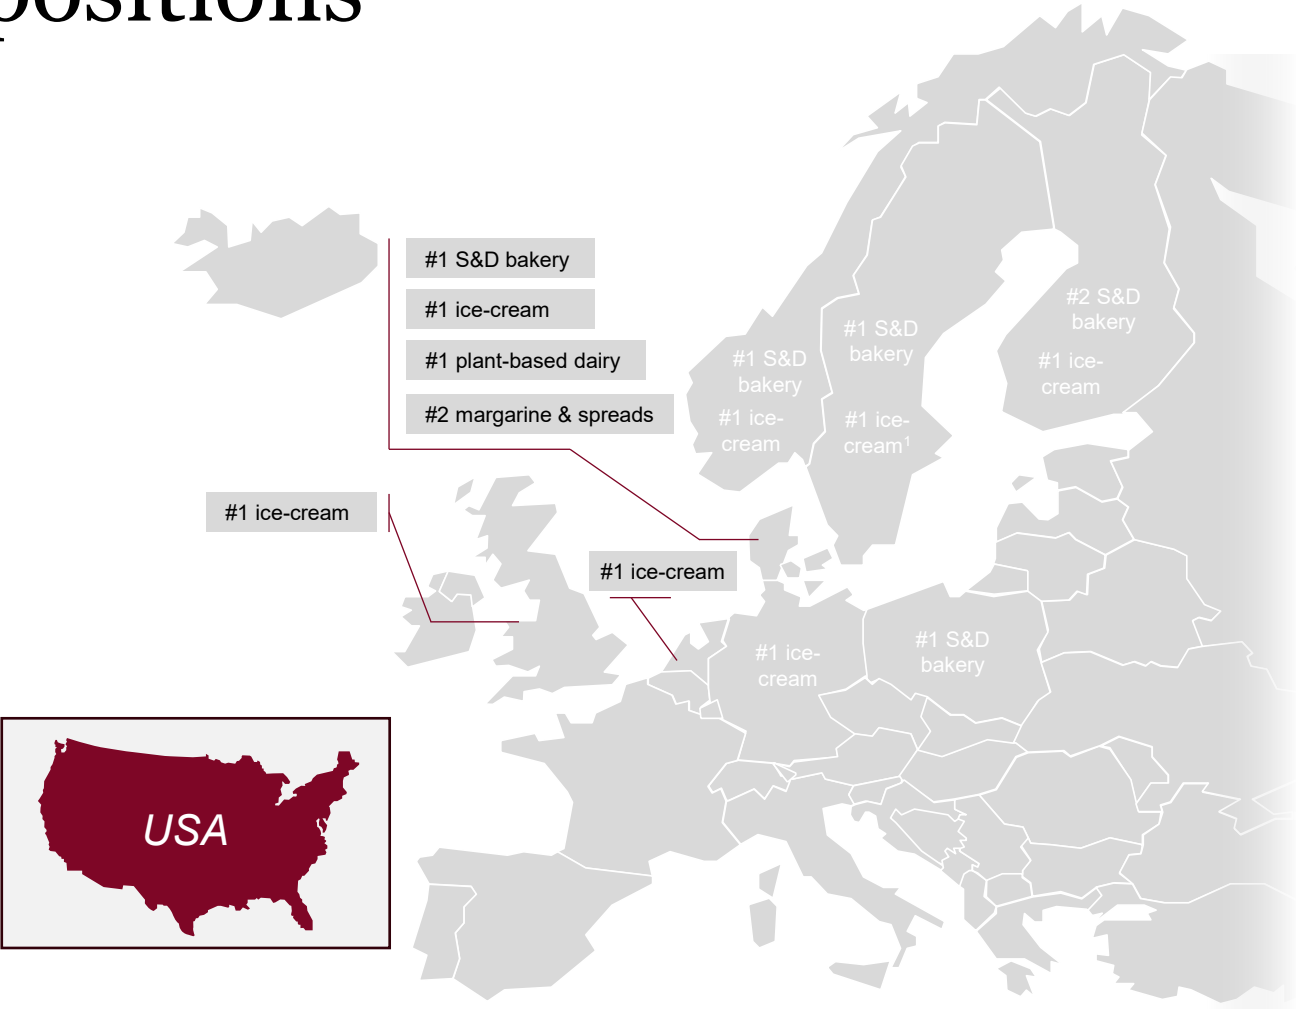 positions
#1 S&D bakery
#1 ice-cream
#1 plant-based dairy
#2 margarine & spreads
#2 S&D
bakery
#1 ice-
cream
#1 S&D
bakery
#1 ice-
cream¹
#1 S&D
bakery
#1 ice-
cream
#1 ice-cream
#1 ice-cream
#1 ice-
cream
#1 S&D
bakery
USA